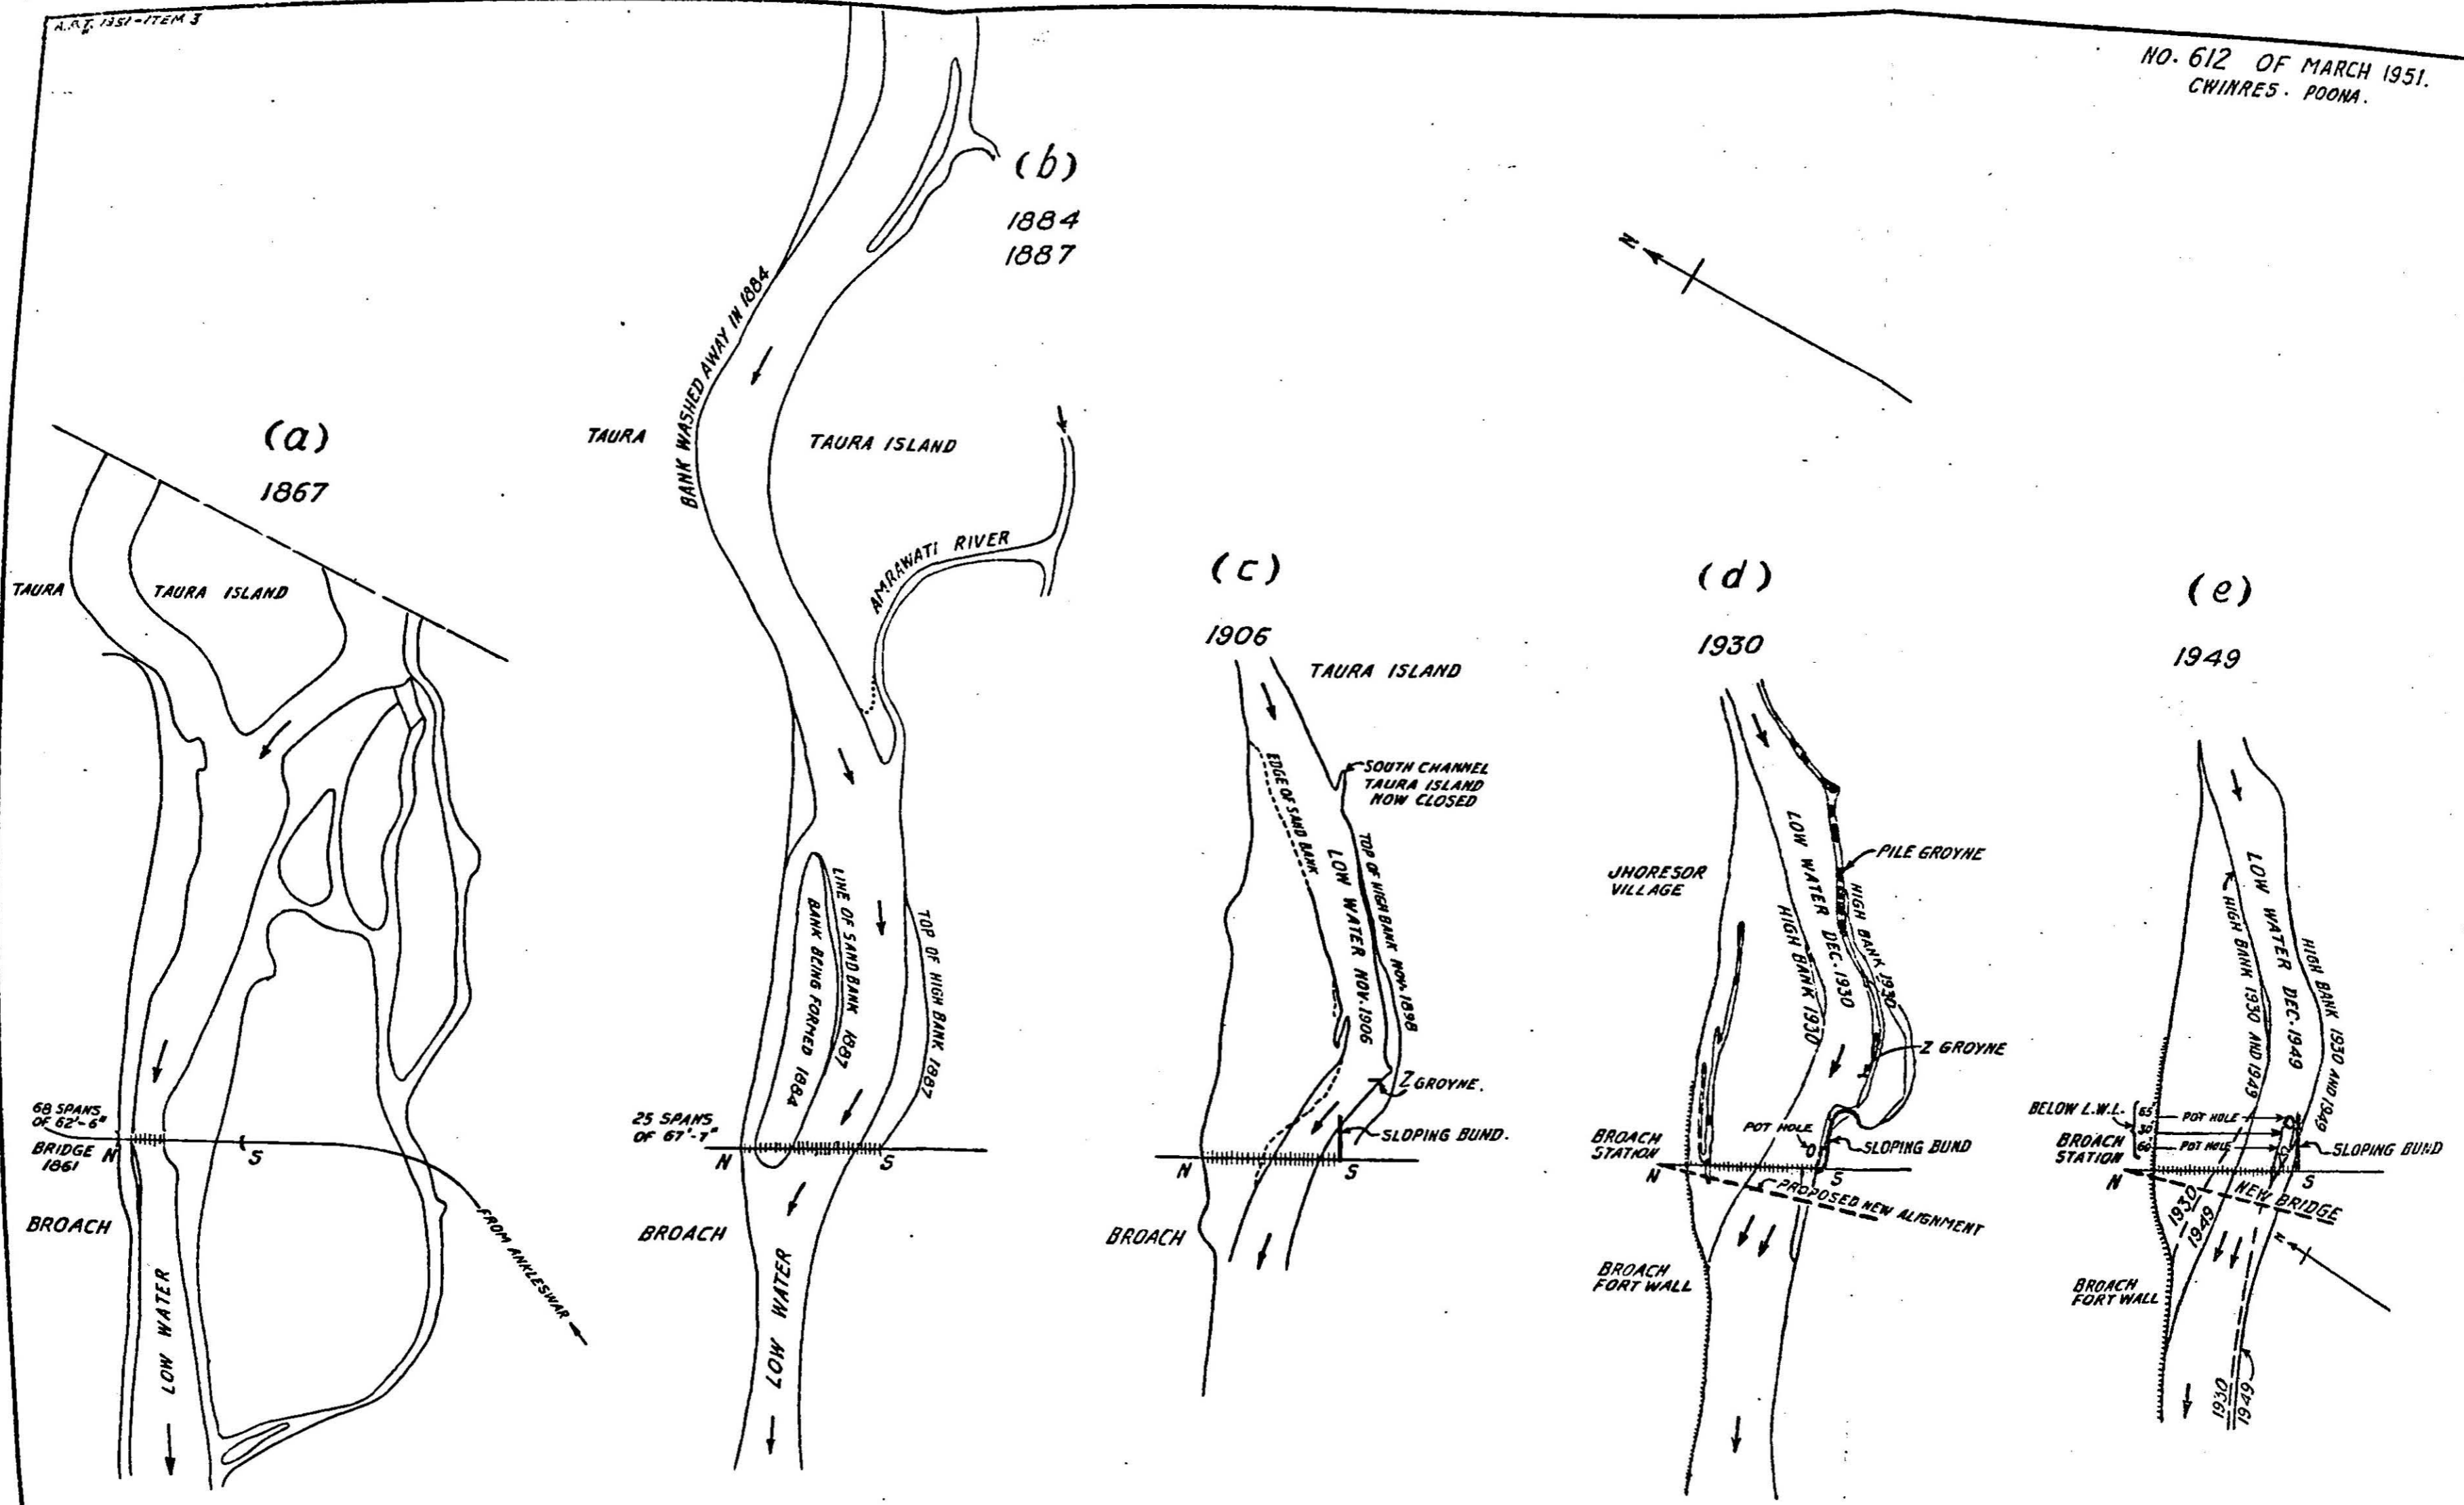 A.R.T. 1951-ITEM 3
NO. 612 OF MARCH 1951.
CWINRES. POONA.
(a)
1867
TAURA
TAURA ISLAND
68 SPANS
OF 62'-6"
BRIDGE
1861
N
S
BROACH
LOW WATER
FROM ANKLESWAR
(b)
1884
1887
BANK WASHED AWAY IN 1884
TAURA
TAURA ISLAND
AMRAWATI RIVER
LINE OF SAND BANK 1887
BANK BEING FORMED 1884
TOP OF HIGH BANK 1887
25 SPANS
OF 67'-7"
N
S
BROACH
LOW WATER
(c)
1906
TAURA ISLAND
SOUTH CHANNEL
TAURA ISLAND
NOW CLOSED
EDGE OF SAND BANK
LOW WATER NOV. 1906
TOP OF HIGH BANK NOV. 1898
Z GROYNE.
SLOPING BUND.
N
S
BROACH
N
(d)
1930
JHORESOR
VILLAGE
LOW WATER DEC. 1930
HIGH BANK 1930
PILE GROYNE
HIGH BANK 1930
Z GROYNE
POT HOLE
SLOPING BUND
BROACH
STATION
N
S
PROPOSED NEW ALIGNMENT
BROACH
FORT WALL
(e)
1949
LOW WATER DEC. 1949
HIGH BANK 1930 AND 1949
HIGH BANK 1930 AND 1949
BELOW L.W.L.
65
30
60
POT HOLE
POT HOLE
BROACH
STATION
SLOPING BUND
N
S
NEW BRIDGE
1930
1949
N
BROACH
FORT WALL
1930
1949